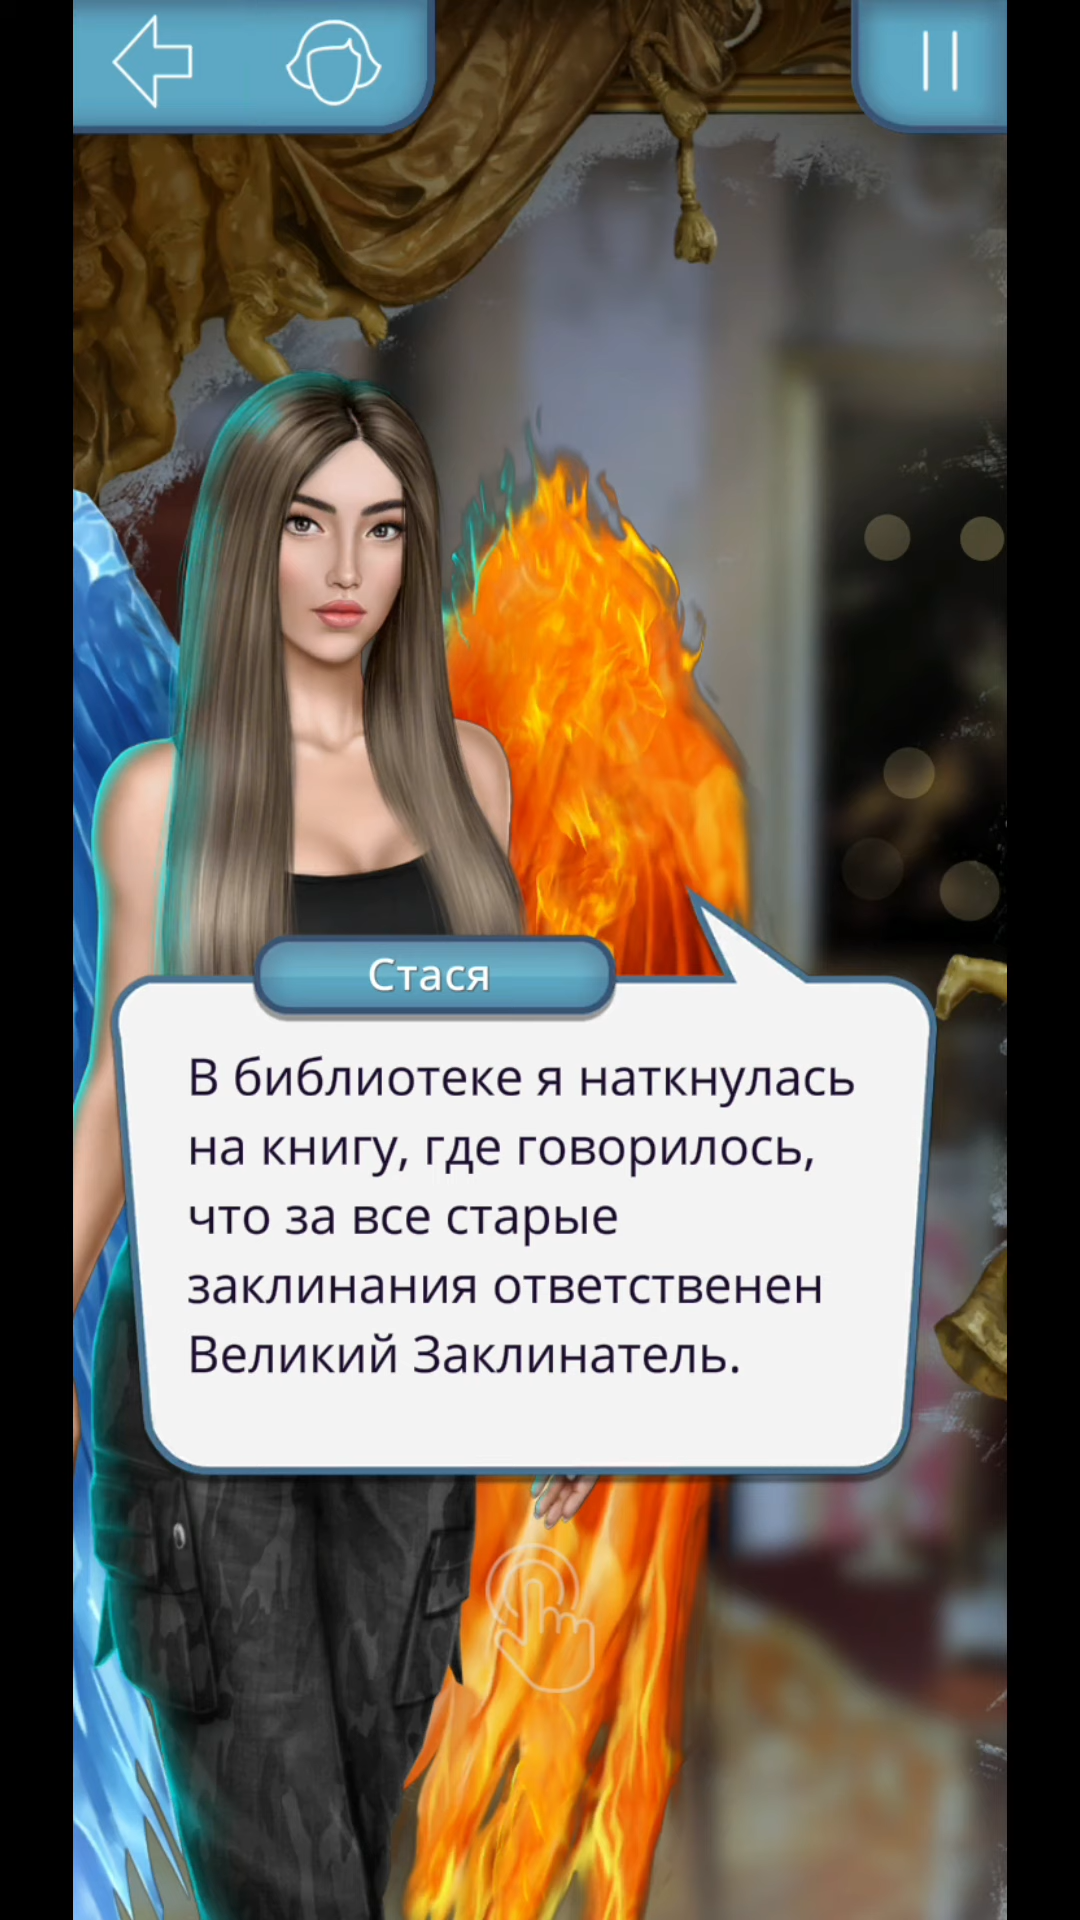 Стася
В библиотеке я наткнулась
на книгу, где говорилось,
что за все старые
заклинания ответственен
Великий Заклинатель.